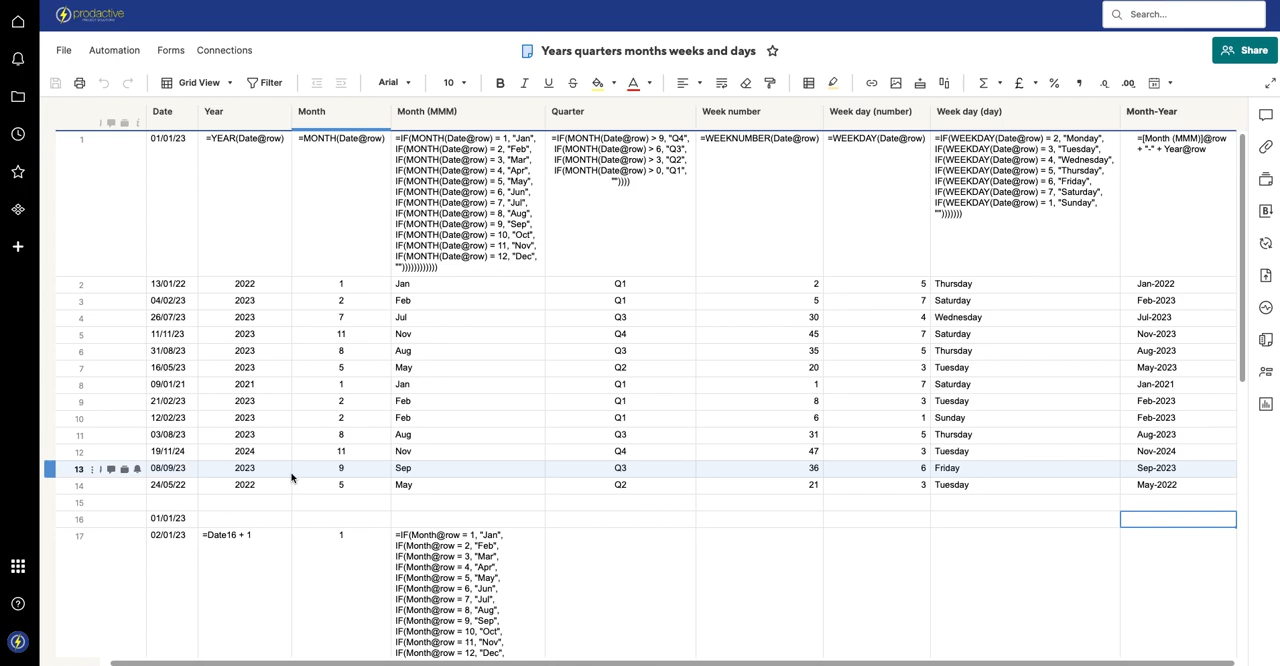 prodactive
Search...
File Automation Forms Connections
Years quarters months weeks and days
Share
Grid View Filter Arial 10 B I U S A Σ £ % .0 .00
Date Year Month Month (MMM) Quarter Week number Week day (number) Week day (day) Month-Year
1 01/01/23 =YEAR(Date@row) =MONTH(Date@row)
=IF(MONTH(Date@row) = 1, "Jan",
IF(MONTH(Date@row) = 2, "Feb",
IF(MONTH(Date@row) = 3, "Mar",
IF(MONTH(Date@row) = 4, "Apr",
IF(MONTH(Date@row) = 5, "May",
IF(MONTH(Date@row) = 6, "Jun",
IF(MONTH(Date@row) = 7, "Jul",
IF(MONTH(Date@row) = 8, "Aug",
IF(MONTH(Date@row) = 9, "Sep",
IF(MONTH(Date@row) = 10, "Oct",
IF(MONTH(Date@row) = 11, "Nov",
IF(MONTH(Date@row) = 12, "Dec",
""))))))))))))
=IF(MONTH(Date@row) > 9, "Q4",
IF(MONTH(Date@row) > 6, "Q3",
IF(MONTH(Date@row) > 3, "Q2",
IF(MONTH(Date@row) > 0, "Q1",
""))))
=WEEKNUMBER(Date@row)
=WEEKDAY(Date@row)
=IF(WEEKDAY(Date@row) = 2, "Monday",
IF(WEEKDAY(Date@row) = 3, "Tuesday",
IF(WEEKDAY(Date@row) = 4, "Wednesday",
IF(WEEKDAY(Date@row) = 5, "Thursday",
IF(WEEKDAY(Date@row) = 6, "Friday",
IF(WEEKDAY(Date@row) = 7, "Saturday",
IF(WEEKDAY(Date@row) = 1, "Sunday",
"")))))))
=[Month (MMM)]@row
+ "-" + Year@row
2 13/01/22 2022 1 Jan Q1 2 5 Thursday Jan-2022
3 04/02/23 2023 2 Feb Q1 5 7 Saturday Feb-2023
4 26/07/23 2023 7 Jul Q3 30 4 Wednesday Jul-2023
5 11/11/23 2023 11 Nov Q4 45 7 Saturday Nov-2023
6 31/08/23 2023 8 Aug Q3 35 5 Thursday Aug-2023
7 16/05/23 2023 5 May Q2 20 3 Tuesday May-2023
8 09/01/21 2021 1 Jan Q1 1 7 Saturday Jan-2021
9 21/02/23 2023 2 Feb Q1 8 3 Tuesday Feb-2023
10 12/02/23 2023 2 Feb Q1 6 1 Sunday Feb-2023
11 03/08/23 2023 8 Aug Q3 31 5 Thursday Aug-2023
12 19/11/24 2024 11 Nov Q4 47 3 Tuesday Nov-2024
13 08/09/23 2023 9 Sep Q3 36 6 Friday Sep-2023
14 24/05/22 2022 5 May Q2 21 3 Tuesday May-2022
15
16 01/01/23
17 02/01/23 =Date16 + 1 1
=IF(Month@row = 1, "Jan",
IF(Month@row = 2, "Feb",
IF(Month@row = 3, "Mar",
IF(Month@row = 4, "Apr",
IF(Month@row = 5, "May",
IF(Month@row = 6, "Jun",
IF(Month@row = 7, "Jul",
IF(Month@row = 8, "Aug",
IF(Month@row = 9, "Sep",
IF(Month@row = 10, "Oct",
IF(Month@row = 11, "Nov",
IF(Month@row = 12, "Dec",